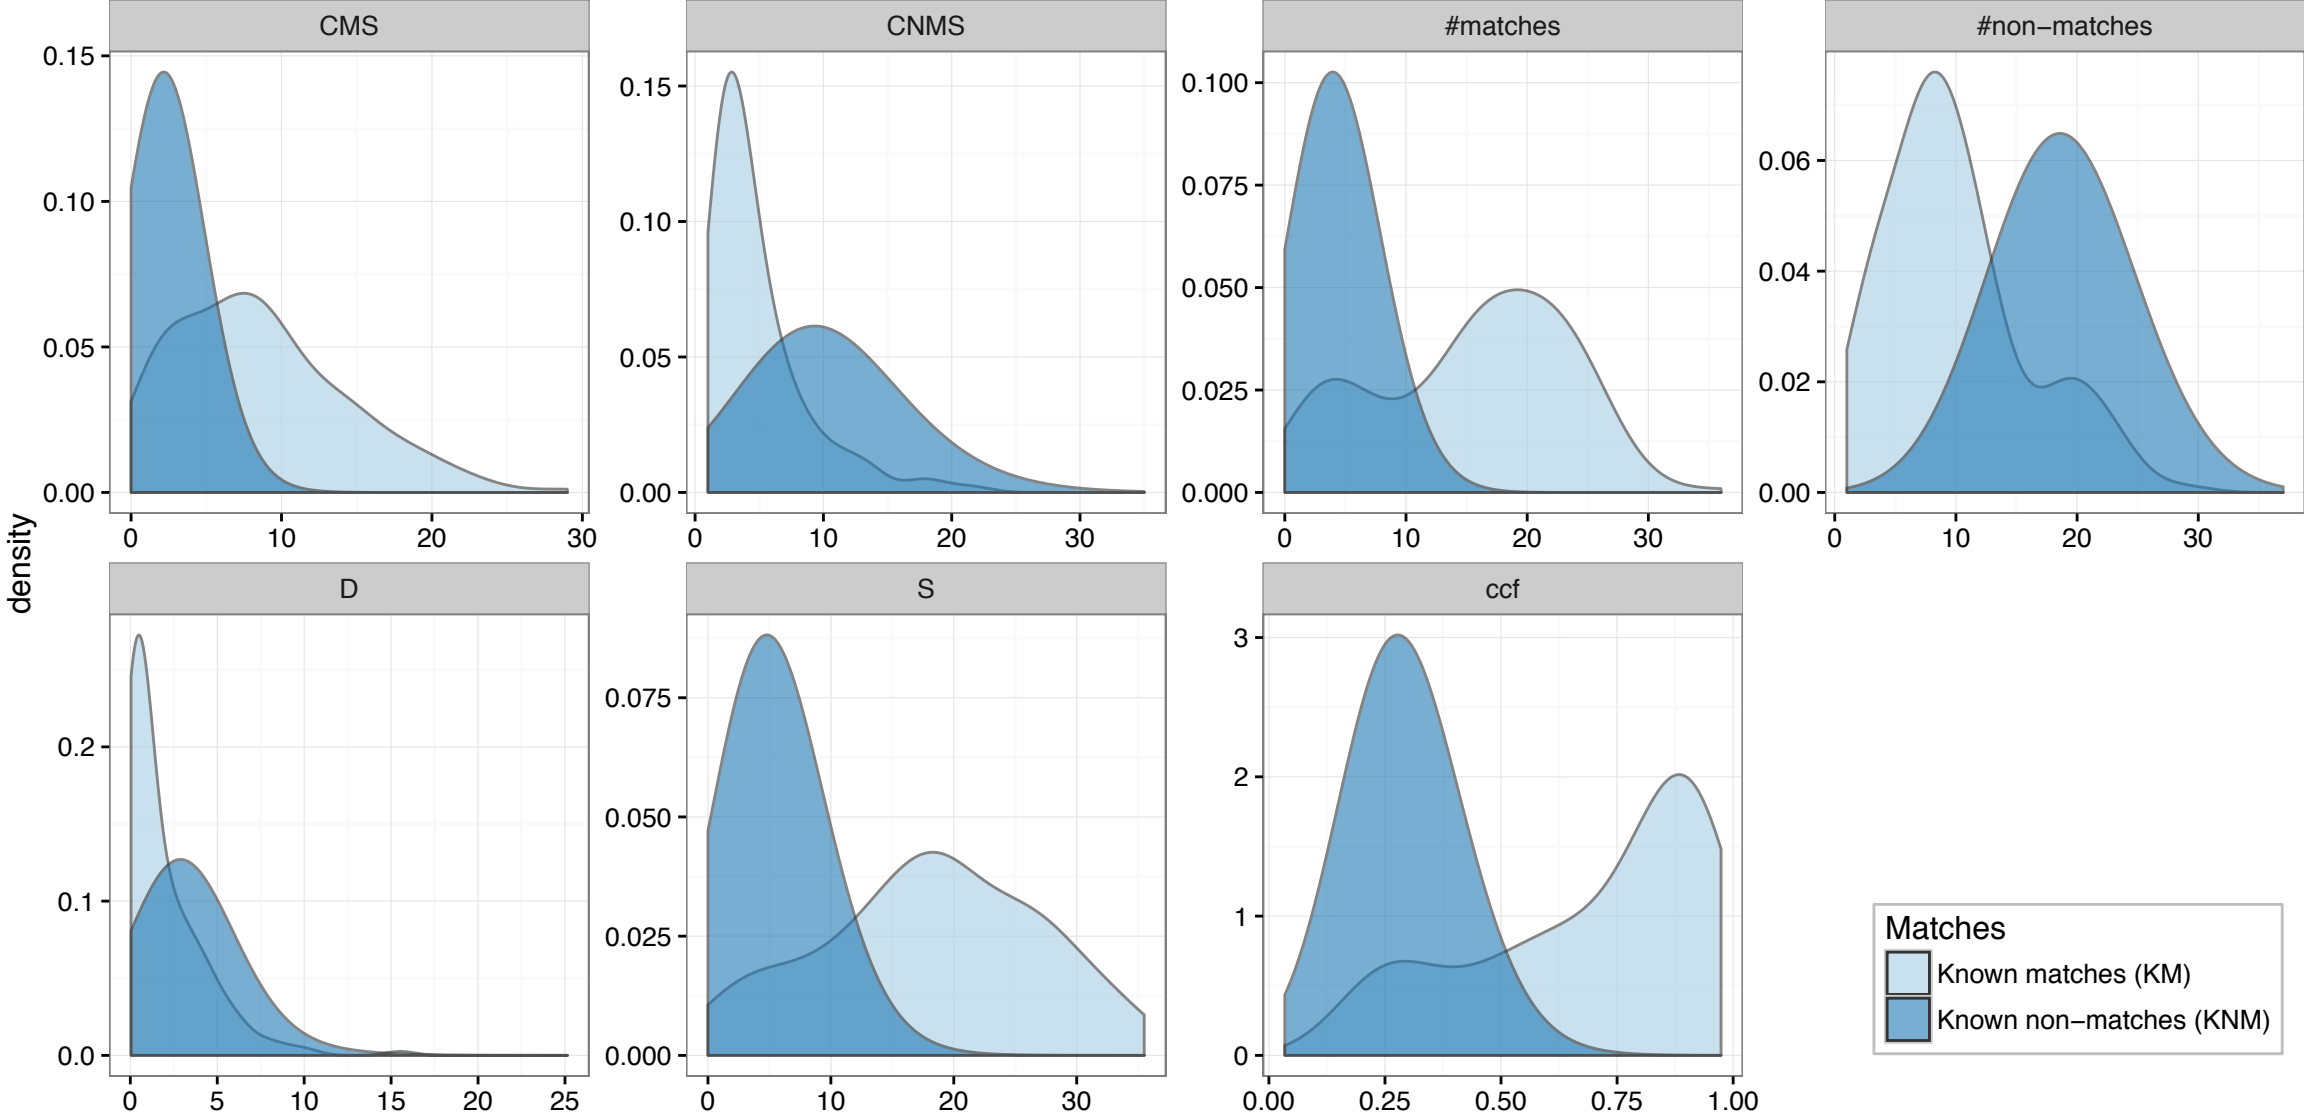 CMS CNMS #matches #non−matches
0.15 0.15 0.100 0.06
0.10 0.10 0.075 0.04
0.05 0.05 0.050 0.02
0.00 0.00 0.025 0.00
0.000
0 10 20 30 0 10 20 30 0 10 20 30 0 10 20 30
density
D S ccf
0.2 0.075 3
0.1 0.050 2
0.0 0.025 1
0.000 0
0 5 10 15 20 25 0 10 20 30 0.00 0.25 0.50 0.75 1.00
Matches
Known matches (KM)
Known non−matches (KNM)